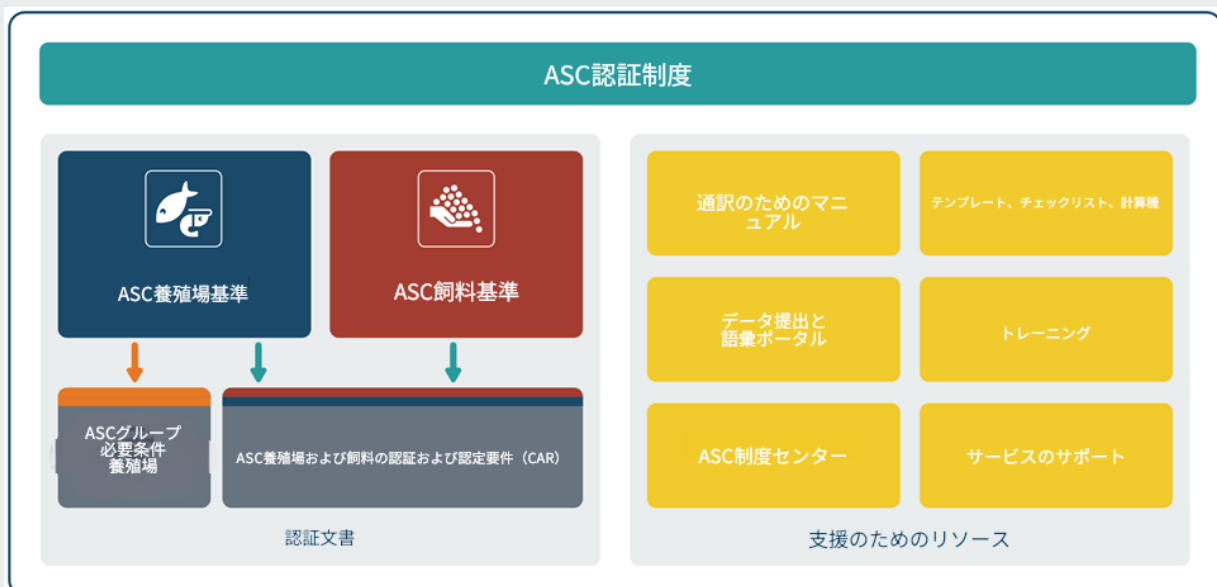 ASC認証制度
ASC養殖場基準
ASC飼料基準
ASCグループ
必要条件
養殖場
ASC養殖場および飼料の認証および認定要件（CAR）
認証文書
通訳のためのマニ
ュアル
テンプレート、チェックリスト、計算機
データ提出と
語彙ポータル
トレーニング
ASC制度センター
サービスのサポート
支援のためのリソース